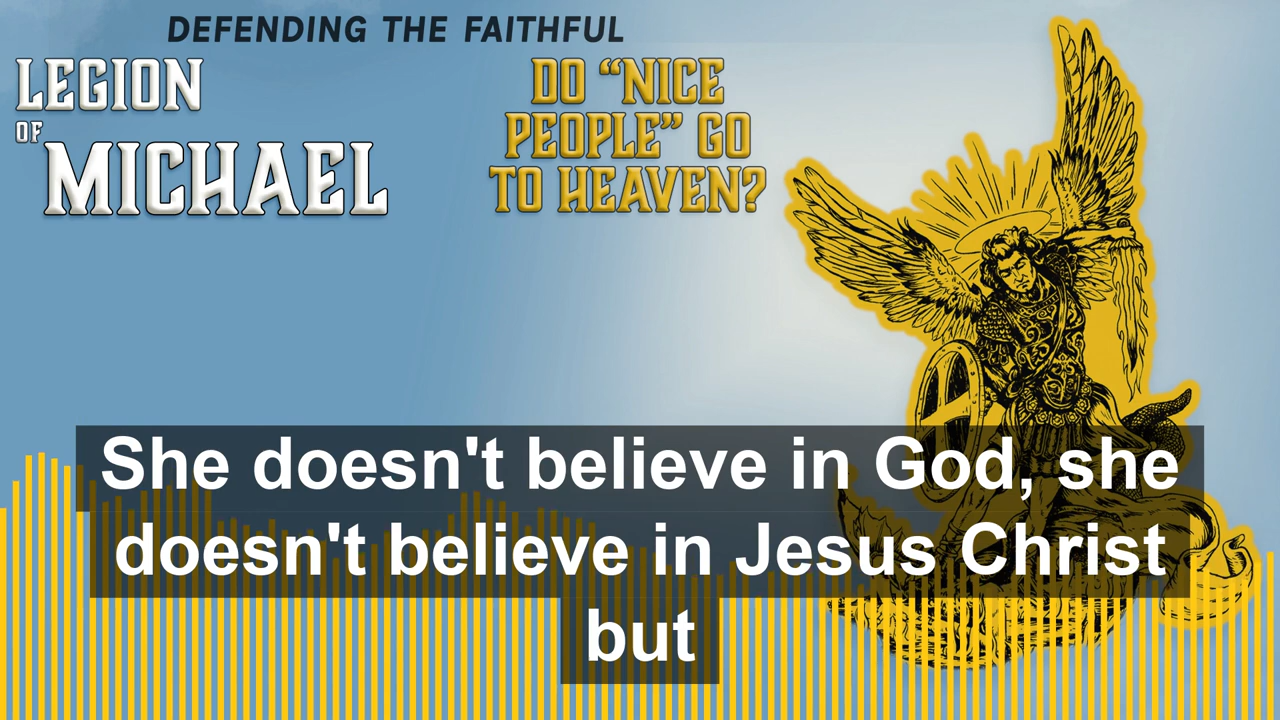 DEFENDING THE FAITHFUL
LEGION
OF
MICHAEL
DO “NICE
PEOPLE” GO
TO HEAVEN?
She doesn't believe in God, she
doesn't believe in Jesus Christ
but